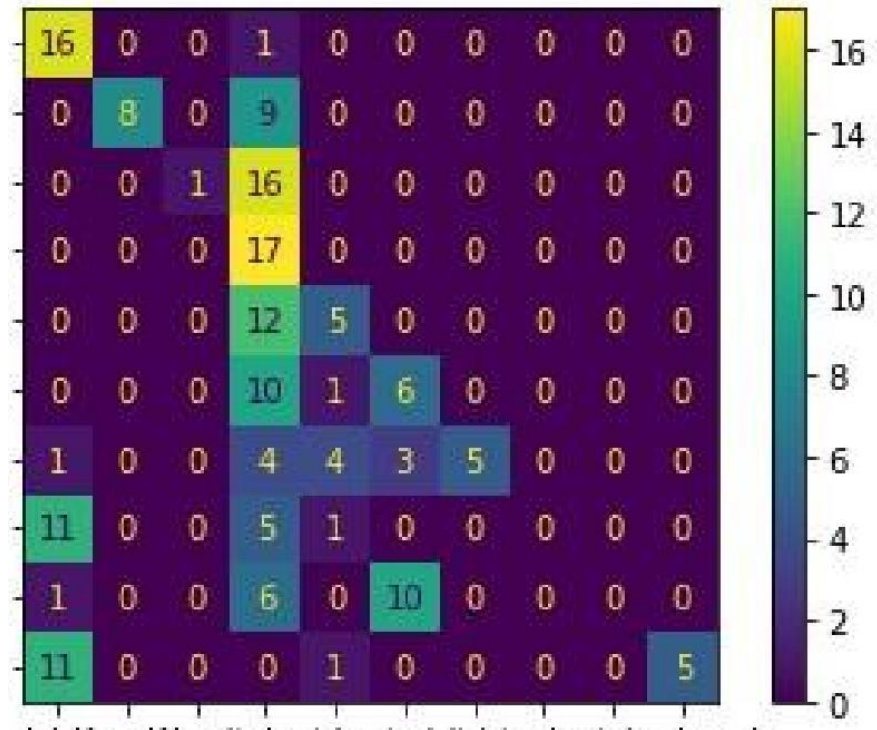 16 0 0 1 0 0 0 0 0 0
0 8 0 9 0 0 0 0 0 0
0 0 1 16 0 0 0 0 0 0
0 0 0 17 0 0 0 0 0 0
0 0 0 12 5 0 0 0 0 0
0 0 0 10 1 6 0 0 0 0
1 0 0 4 4 3 5 0 0 0
11 0 0 5 1 0 0 0 0 0
1 0 0 6 0 10 0 0 0 0
11 0 0 0 1 0 0 0 0 5
16
14
12
10
8
6
4
2
0